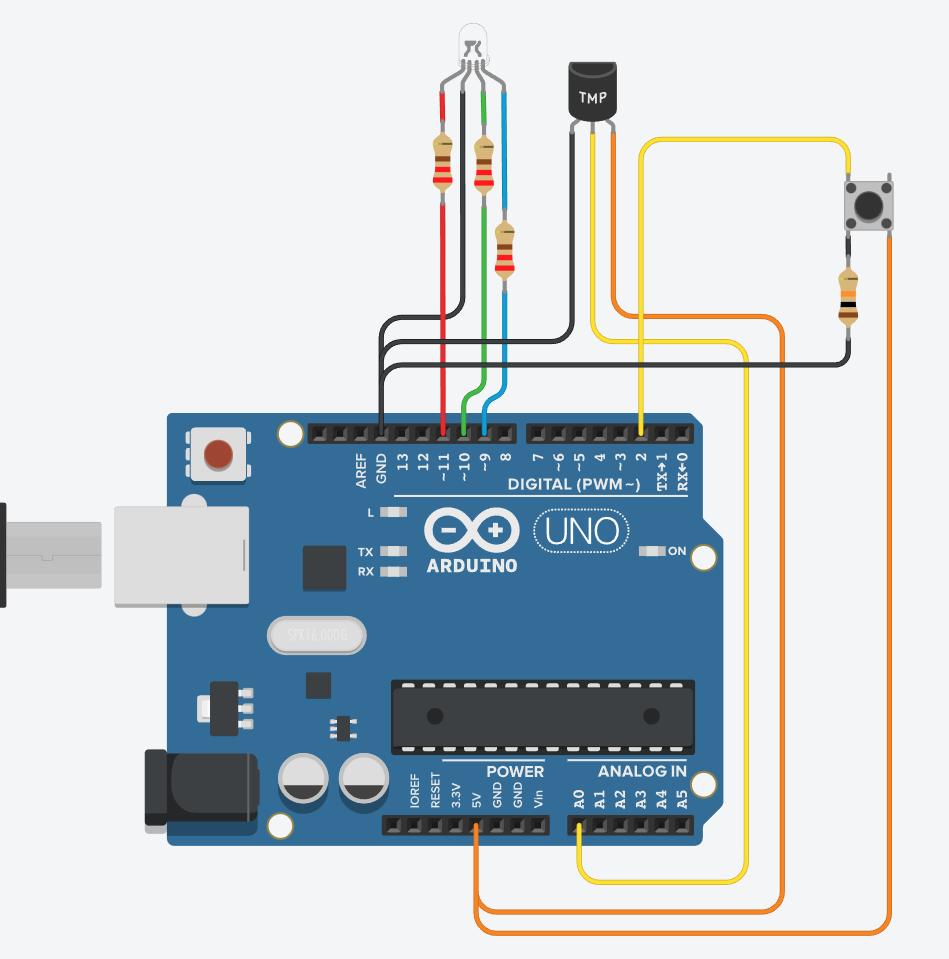 TMP
AREF
GND
13
12
~11
~10
~9
8
7
~6
~5
4
~3
2
TX→1
RX←0
DIGITAL (PWM~)
L
TX
RX
UNO
ON
ARDUINO
SPK16.000G
POWER
ANALOG IN
IOREF
RESET
3.3V
5V
GND
GND
Vin
A0
A1
A2
A3
A4
A5